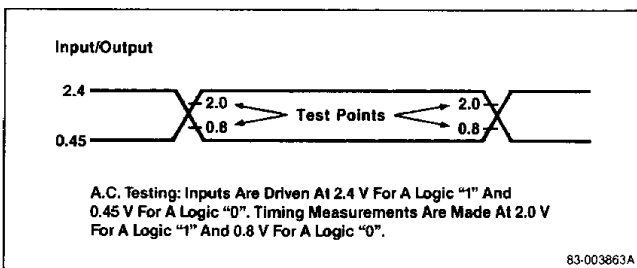 Input/Output
2.4
2.0 Test Points 2.0
0.8 0.8
0.45
A.C. Testing: Inputs Are Driven At 2.4 V For A Logic “1” And
0.45 V For A Logic “0”. Timing Measurements Are Made At 2.0 V
For A Logic “1” And 0.8 V For A Logic “0”.
83-003863A